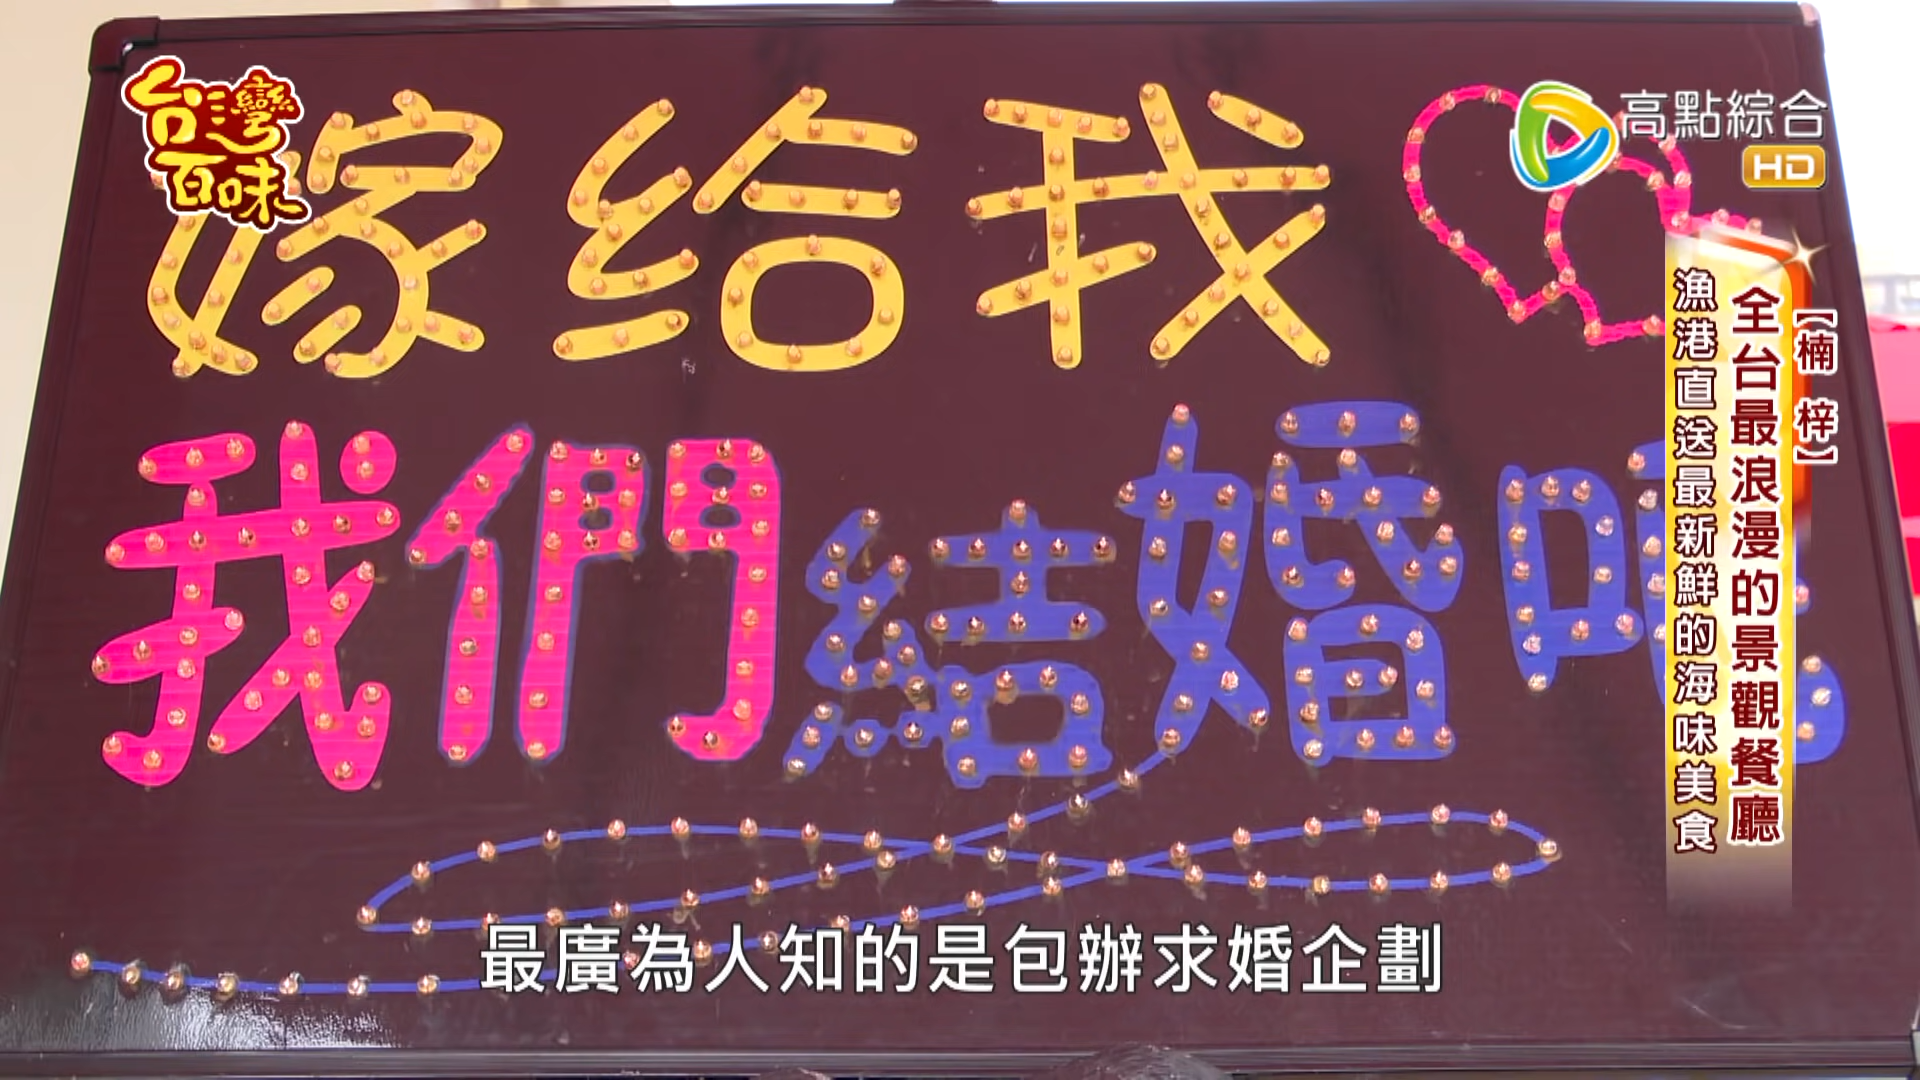 台灣
百味
高點綜合
HD
嫁給我
我們結婚吧
【楠梓】
全台最浪漫的景觀餐廳
漁港直送最新鮮的海味美食
最廣為人知的是包辦求婚企劃